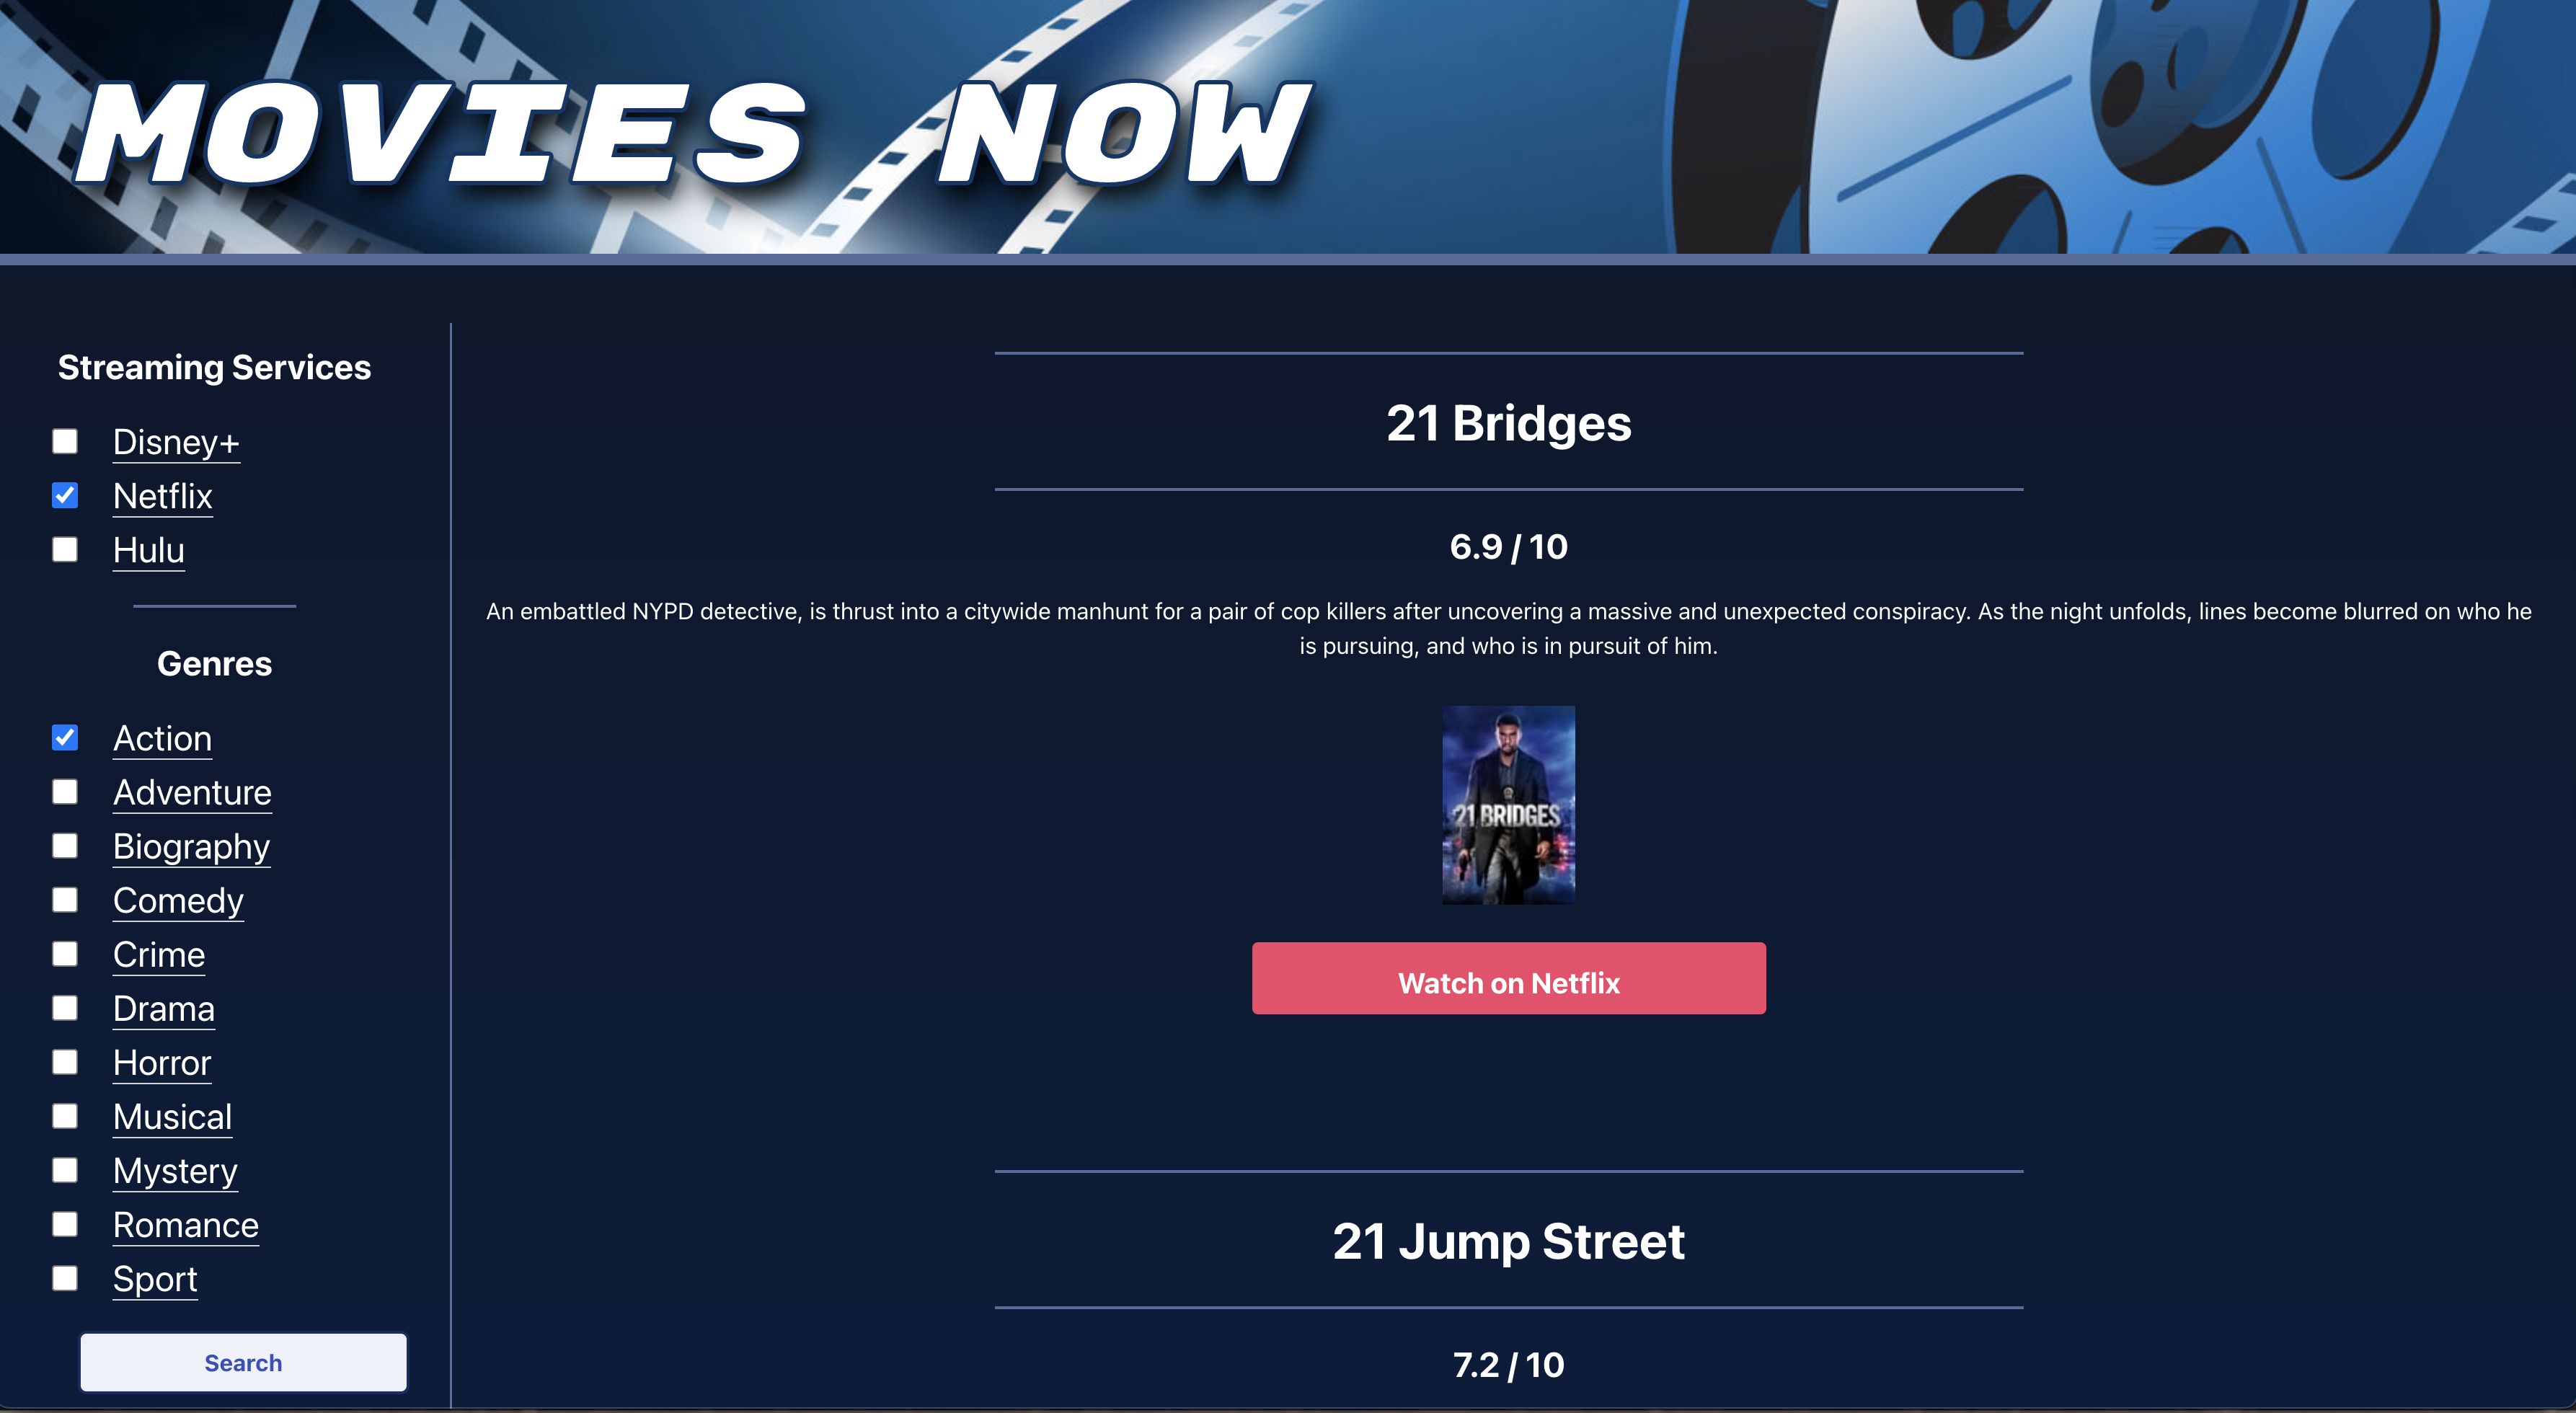 MOVIES NOW
Streaming Services
Disney+
Netflix
Hulu
Genres
Action
Adventure
Biography
Comedy
Crime
Drama
Horror
Musical
Mystery
Romance
Sport
Search
21 Bridges
6.9 / 10
An embattled NYPD detective, is thrust into a citywide manhunt for a pair of cop killers after uncovering a massive and unexpected conspiracy. As the night unfolds, lines become blurred on who he
is pursuing, and who is in pursuit of him.
21 BRIDGES
Watch on Netflix
21 Jump Street
7.2 / 10